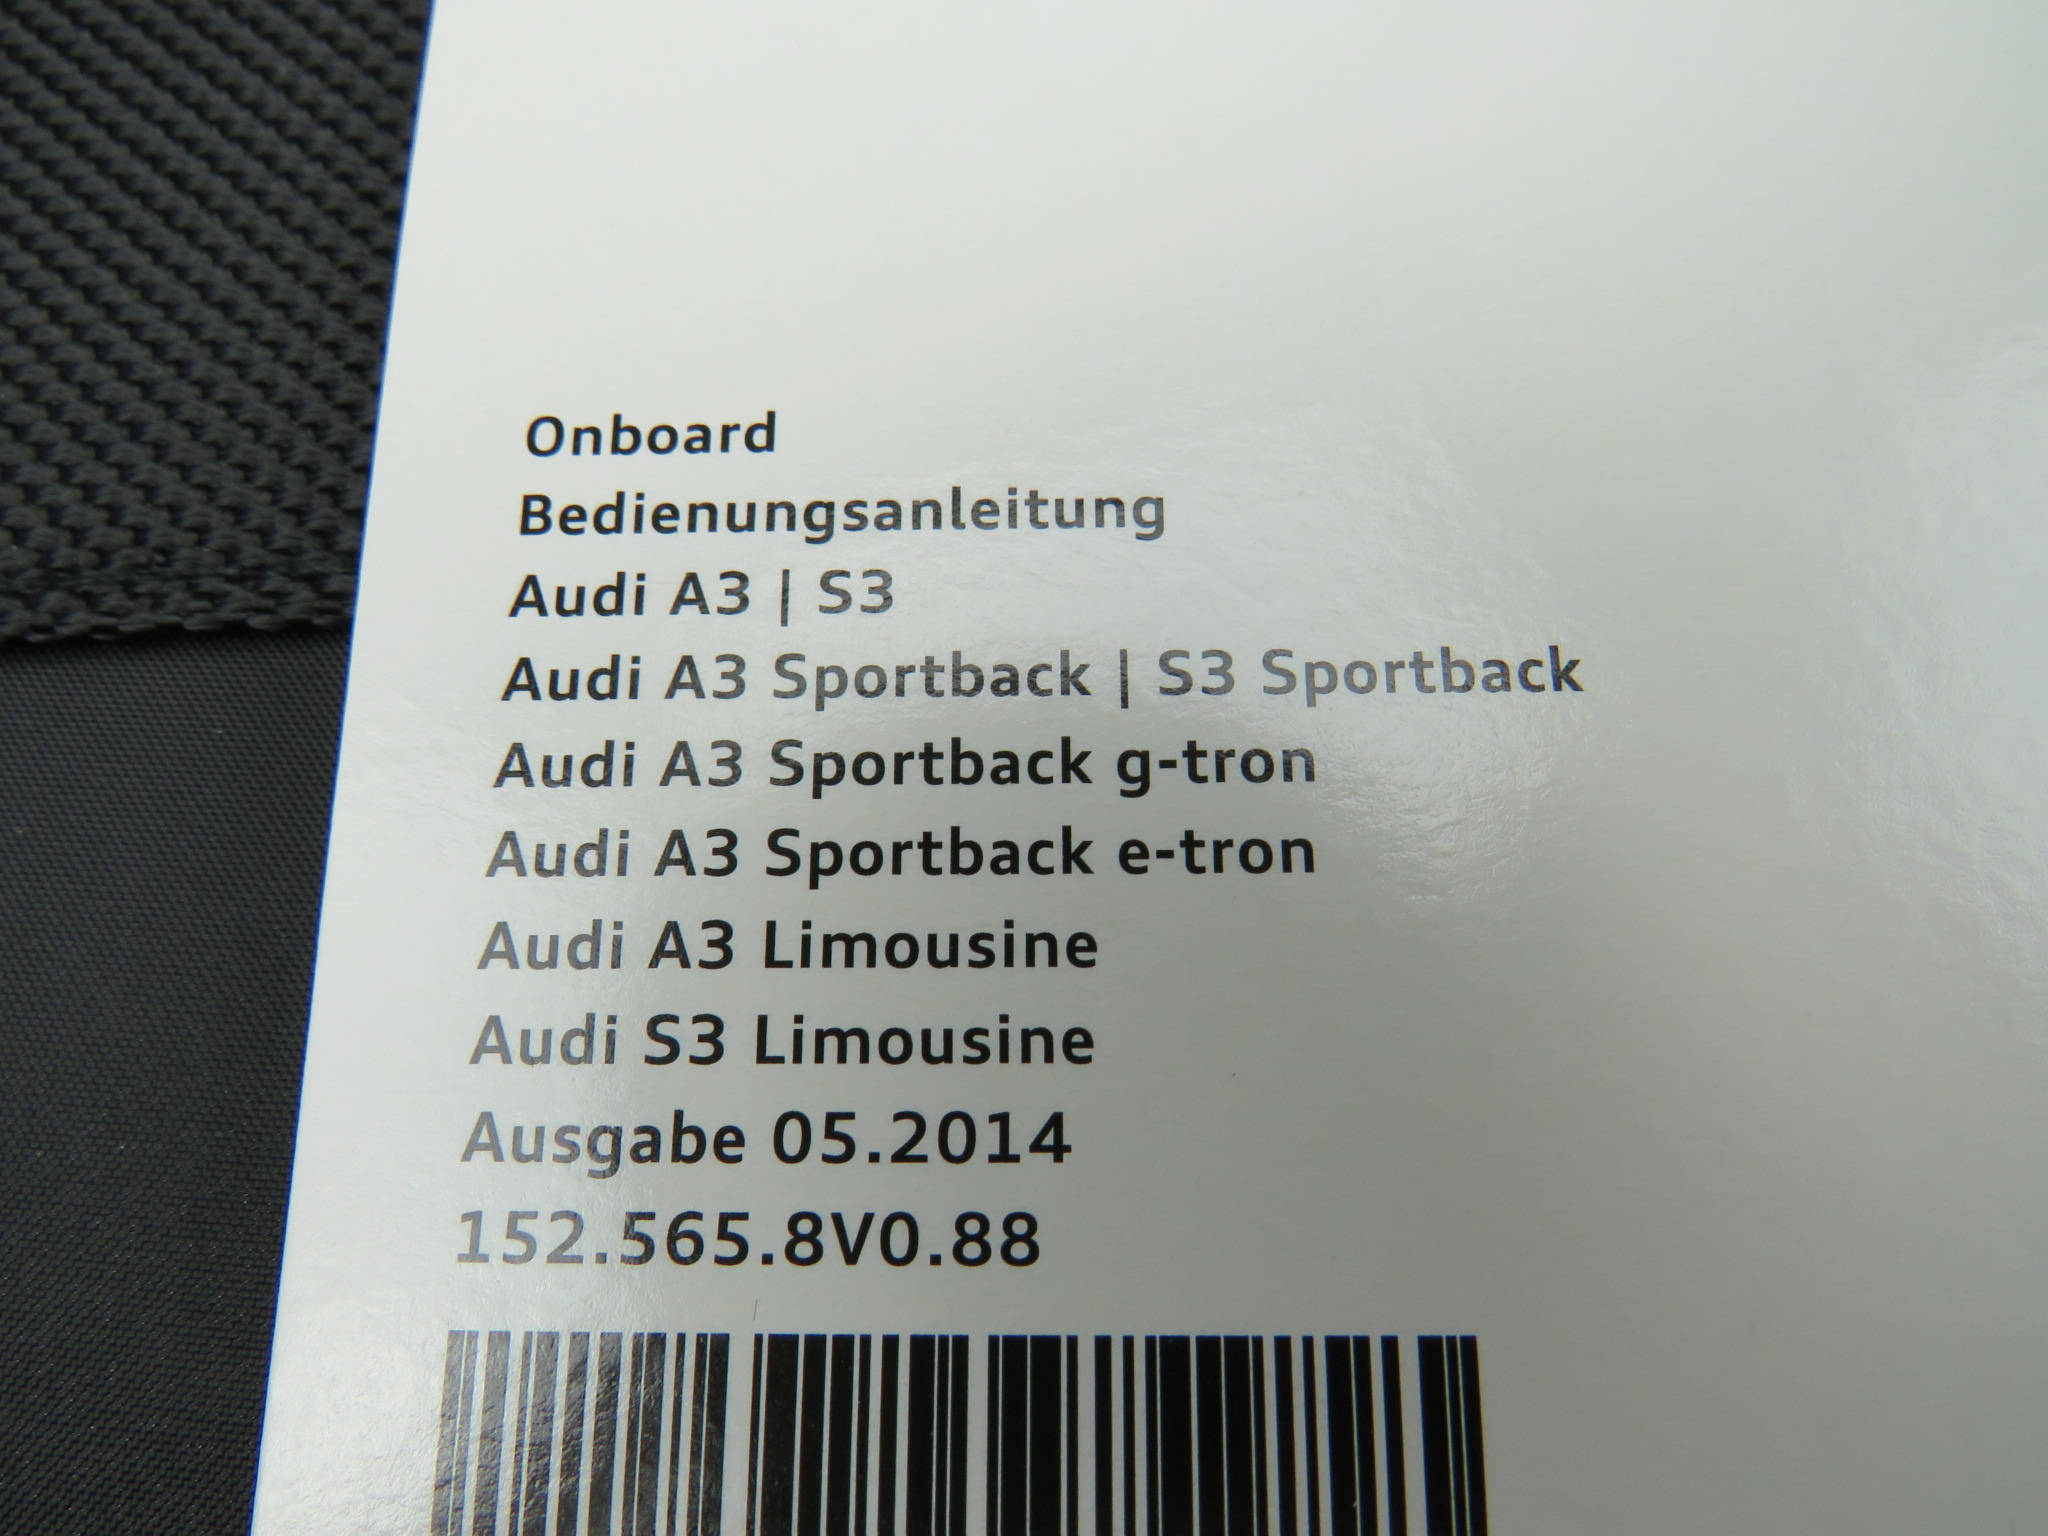 Onboard
Bedienungsanleitung
Audi A3 | S3
Audi A3 Sportback | S3 Sportback
Audi A3 Sportback g-tron
Audi A3 Sportback e-tron
Audi A3 Limousine
Audi S3 Limousine
Ausgabe 05.2014
152.565.8V0.88